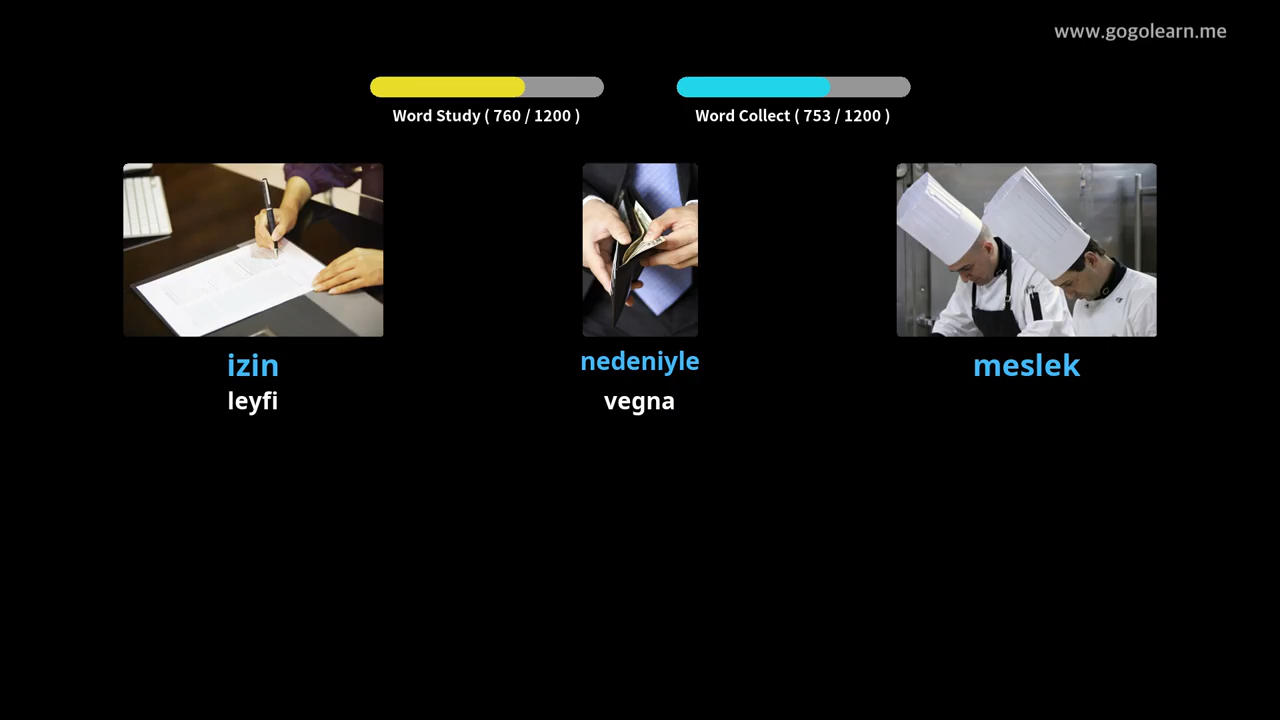 www.gogolearn.me
Word Study ( 760 / 1200 )
Word Collect ( 753 / 1200 )
izin
nedeniyle
meslek
leyfi
vegna